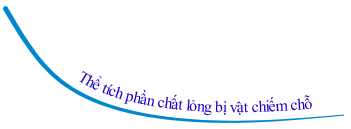 Thể tích phần chất lỏng bị vật chiếm chỗ